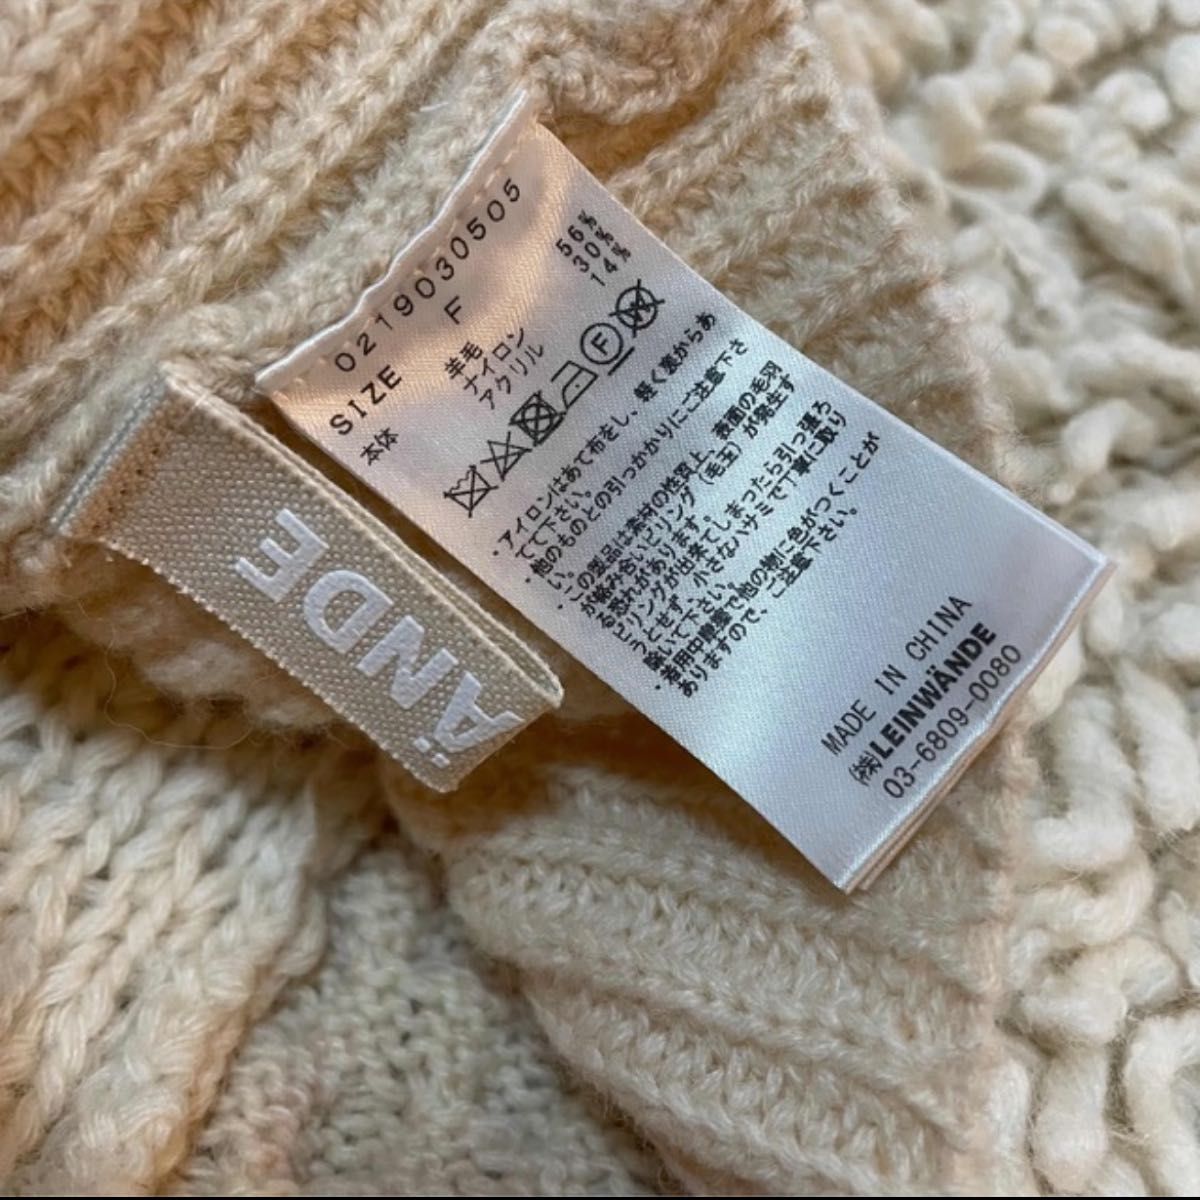 0219030505
SIZE F
本体 羊毛 56%
ナイロン 30%
アクリル 14%
・アイロンはあて布をし、軽く裏からあ
てて下さい。
・他のものとの引っかかりにご注意下さ
い。
・この製品は素材の性質上、表面の毛羽
が絡み合いピリング（毛玉）が発生す
る恐れがあります。
ピリングが出来てしまったら引っ張ろ
うとせず、小さなハサミで丁寧に取り
除いて下さい。
・着用中摩擦で他の物に色がつくことが
ありますので、ご注意下さい。
MADE IN CHINA
(株)LEINWÄNDE
03-6809-0080
ÄNDE